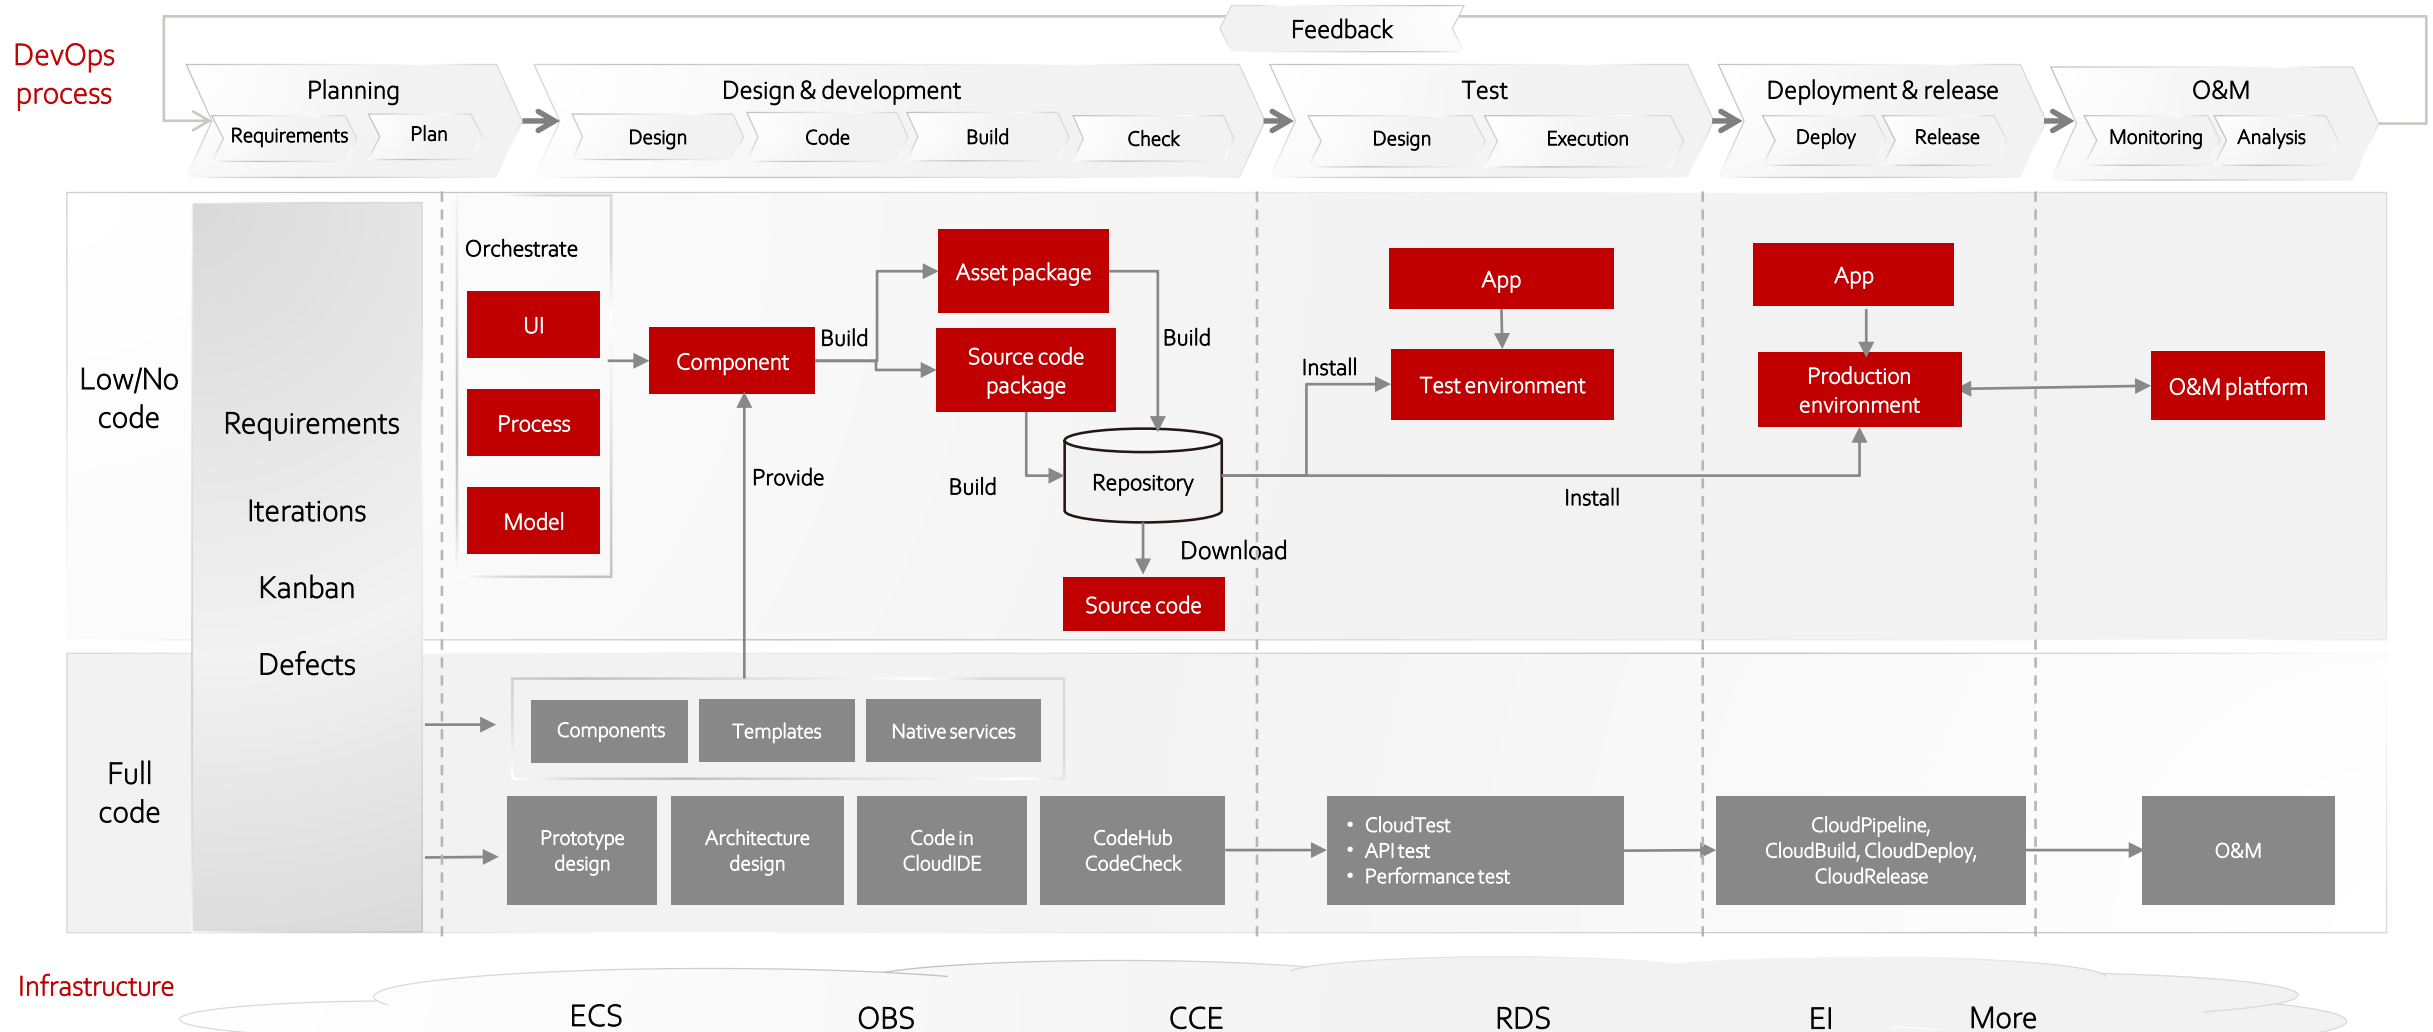 Feedback
DevOps
process
Planning
Requirements
Plan
Design & development
Design
Code
Build
Check
Test
Design
Execution
Deployment & release
Deploy
Release
O&M
Monitoring
Analysis
Low/No
code
Requirements
Iterations
Kanban
Defects
Orchestrate
UI
Process
Model
Component
Build
Asset package
Source code
package
Build
Build
Repository
Download
Source code
Provide
Install
App
Test environment
Install
App
Production
environment
O&M platform
Full
code
Components
Templates
Native services
Prototype
design
Architecture
design
Code in
CloudIDE
CodeHub
CodeCheck
• CloudTest
• API test
• Performance test
CloudPipeline,
CloudBuild, CloudDeploy,
CloudRelease
O&M
Infrastructure
ECS
OBS
CCE
RDS
EI
More